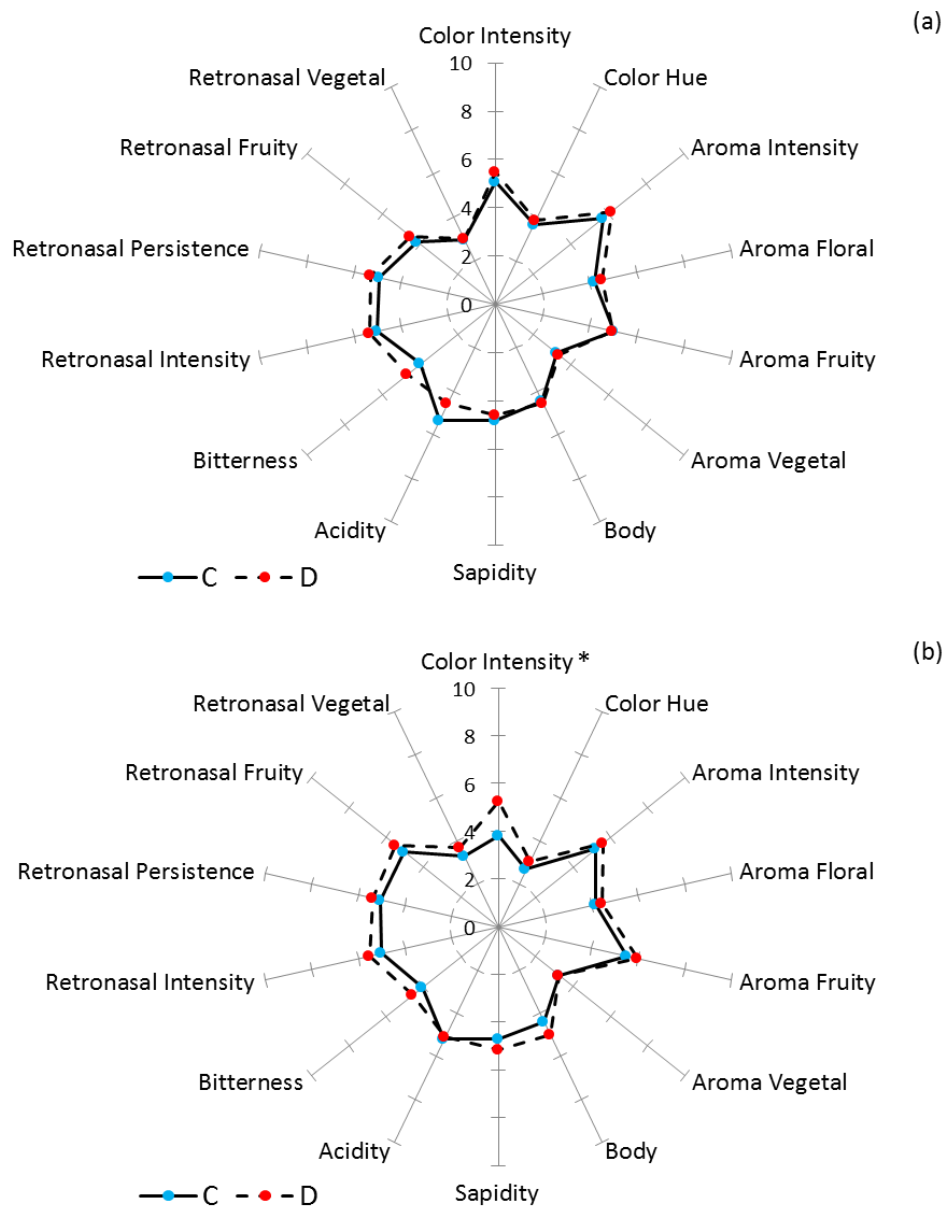 (a)
Color Intensity
10
Retronasal Vegetal
Color Hue
8
Retronasal Fruity
Aroma Intensity
6
4
Retronasal Persistence
Aroma Floral
2
0
Retronasal Intensity
Aroma Fruity
Bitterness
Aroma Vegetal
Acidity
Body
Sapidity
C D
(b)
Color Intensity *
10
Retronasal Vegetal
Color Hue
8
Retronasal Fruity
Aroma Intensity
6
4
Retronasal Persistence
Aroma Floral
2
0
Retronasal Intensity
Aroma Fruity
Bitterness
Aroma Vegetal
Acidity
Body
Sapidity
C D